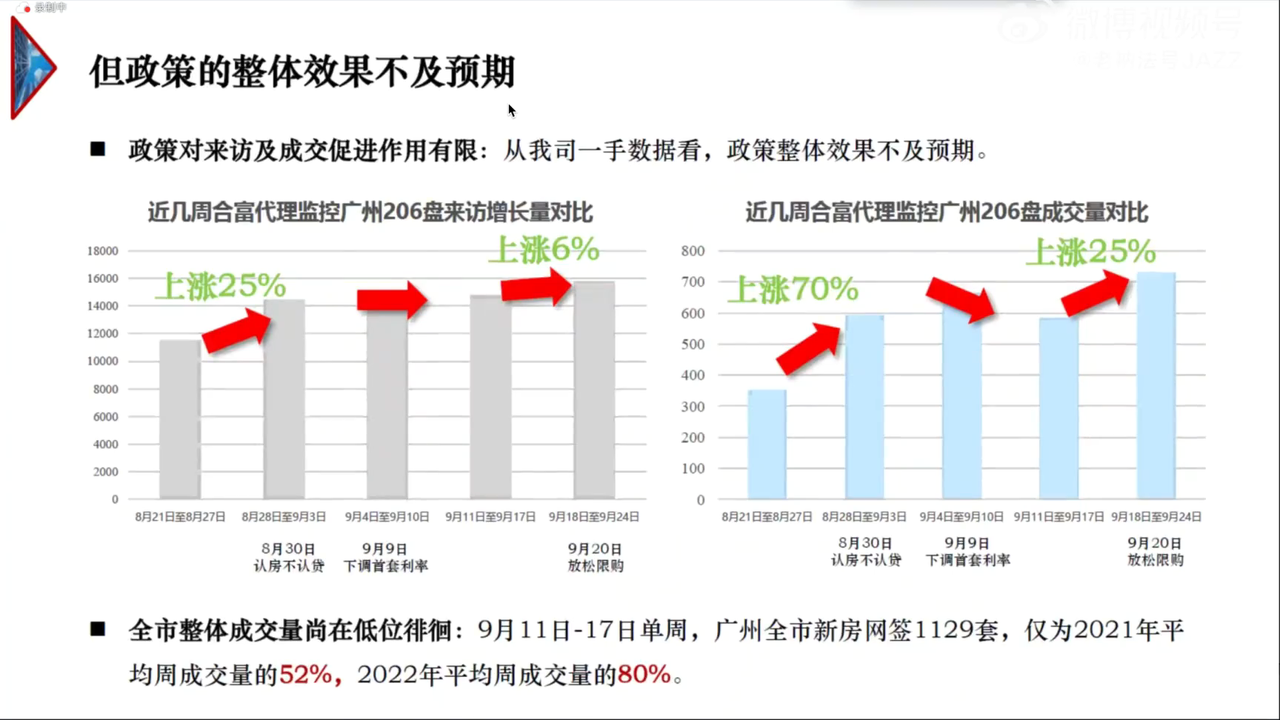 录制中
微博视频号
但政策的整体效果不及预期
■ 政策对来访及成交促进作用有限：从我司一手数据看，政策整体效果不及预期。
近几周合富代理监控广州206盘来访增长量对比
18000
16000
14000
12000
10000
8000
6000
4000
2000
0
上涨25%
上涨6%
8月21日至8月27日 8月28日至9月3日 9月4日至9月10日 9月11日至9月17日 9月18日至9月24日
8月30日 9月9日 9月20日
认房不认贷 下调首套利率 放松限购
近几周合富代理监控广州206盘成交量对比
800
700
600
500
400
300
200
100
0
上涨70%
上涨25%
8月21日至8月27日 8月28日至9月3日 9月4日至9月10日 9月11日至9月17日 9月18日至9月24日
8月30日 9月9日 9月20日
认房不认贷 下调首套利率 放松限购
■ 全市整体成交量尚在低位徘徊：9月11日-17日单周，广州全市新房网签1129套，仅为2021年平
均周成交量的52%，2022年平均周成交量的80%。